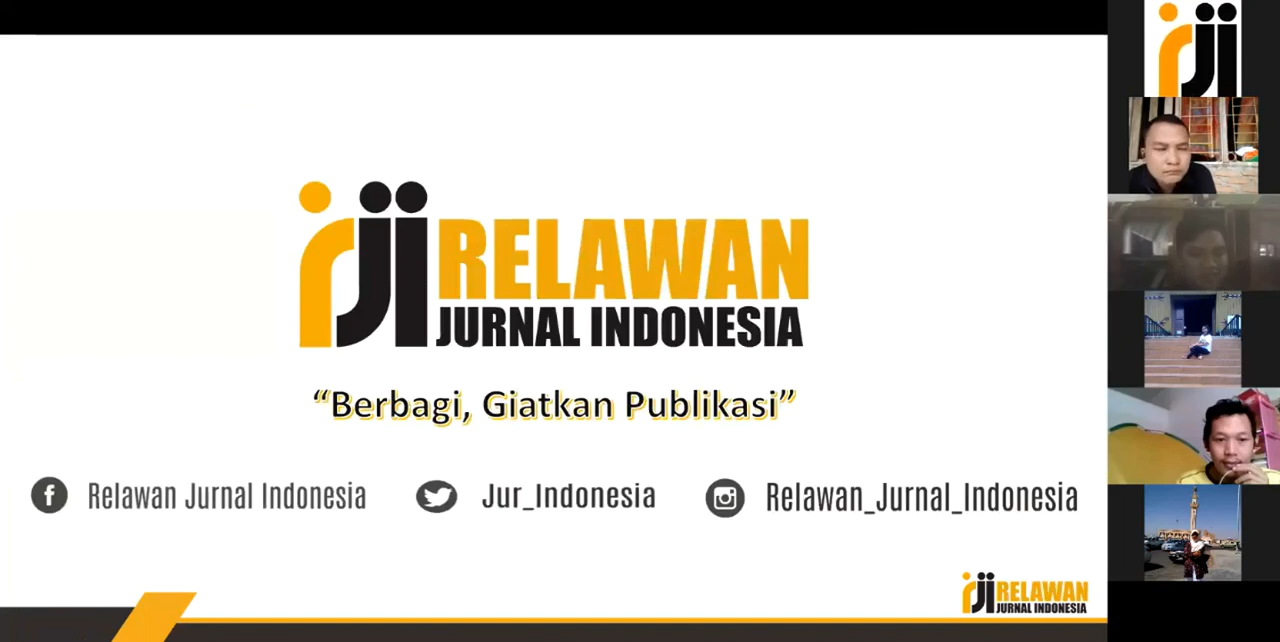 RELAWAN
JURNAL INDONESIA
“Berbagi, Giatkan Publikasi”
Relawan Jurnal Indonesia
Jur_Indonesia
Relawan_Jurnal_Indonesia
RELAWAN
JURNAL INDONESIA